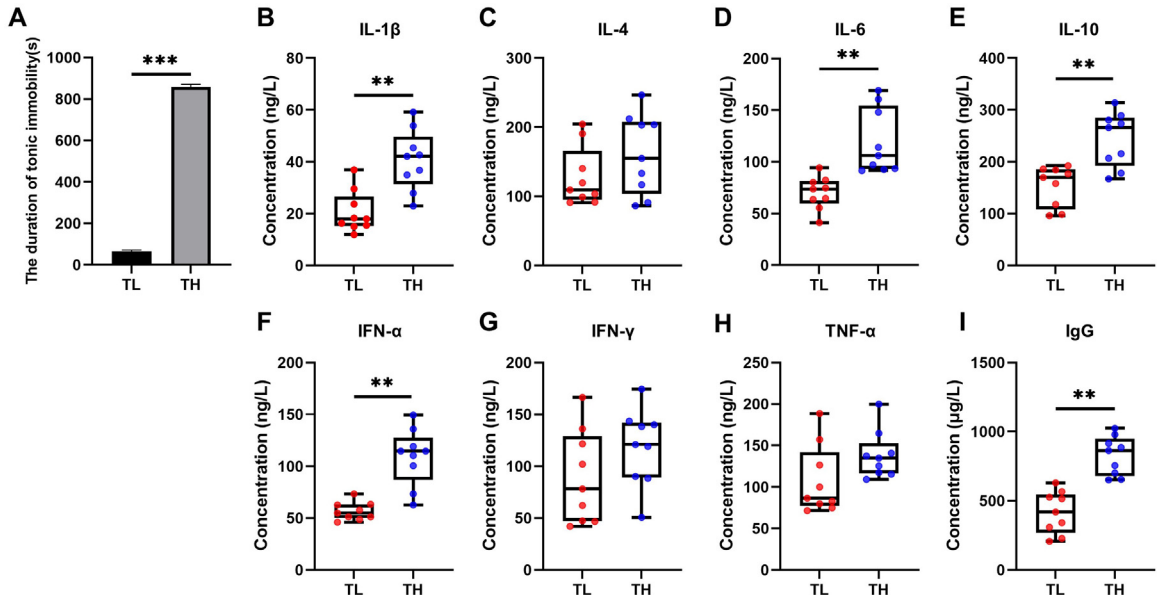 A
The duration of tonic immobility(s)
1000
800
600
400
200
0
***
TL
TH
B
IL-1β
Concentration (ng/L)
80
60
40
20
0
**
TL
TH
C
IL-4
Concentration (ng/L)
300
200
100
0
TL
TH
D
IL-6
Concentration (ng/L)
200
150
100
50
0
**
TL
TH
E
IL-10
Concentration (ng/L)
400
300
200
100
0
**
TL
TH
F
IFN-α
Concentration (ng/L)
200
150
100
50
0
**
TL
TH
G
IFN-γ
Concentration (ng/L)
200
150
100
50
0
TL
TH
H
TNF-α
Concentration (ng/L)
250
200
150
100
50
0
TL
TH
I
IgG
Concentration (μg/L)
1500
1000
500
0
**
TL
TH